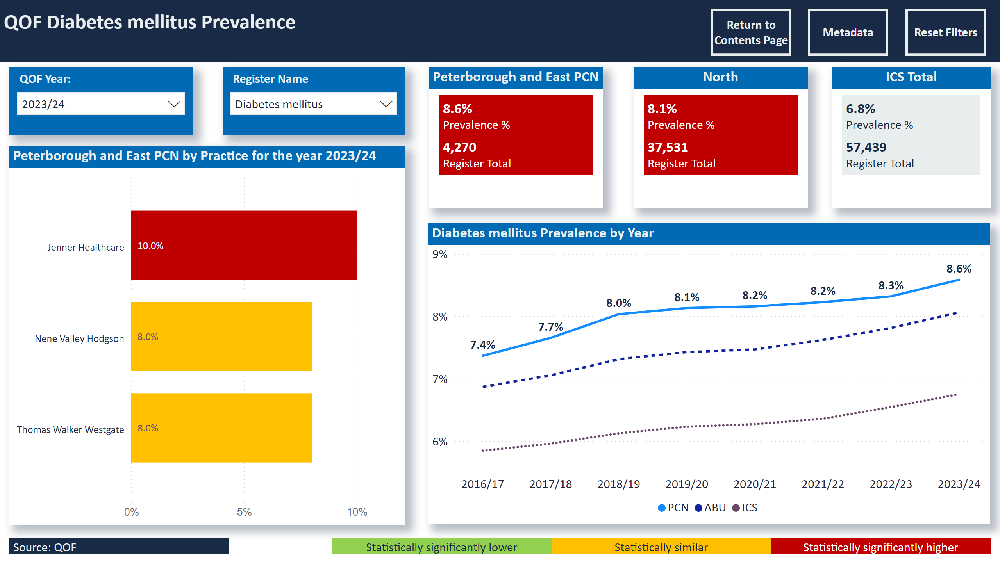 QOF Diabetes mellitus Prevalence
Return to
Contents Page
Metadata
Reset Filters
QOF Year:
2023/24
Register Name
Diabetes mellitus
Peterborough and East PCN
8.6%
Prevalence %
4,270
Register Total
North
8.1%
Prevalence %
37,531
Register Total
ICS Total
6.8%
Prevalence %
57,439
Register Total
Peterborough and East PCN by Practice for the year 2023/24
Jenner Healthcare
10.0%
Nene Valley Hodgson
8.0%
Thomas Walker Westgate
8.0%
0% 5% 10%
Diabetes mellitus Prevalence by Year
9%
8%
7%
6%
7.4% 7.7% 8.0% 8.1% 8.2% 8.2% 8.3% 8.6%
2016/17 2017/18 2018/19 2019/20 2020/21 2021/22 2022/23 2023/24
PCN ABU ICS
Source: QOF
Statistically significantly lower
Statistically similar
Statistically significantly higher